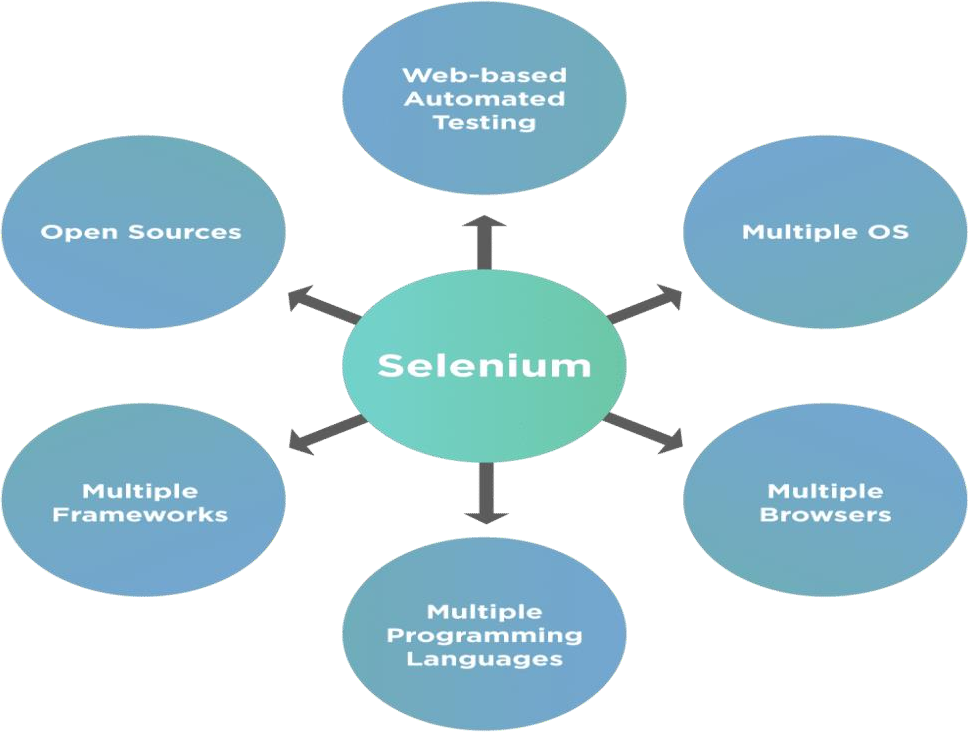 Web-based
Automated
Testing
Open Sources
Multiple OS
Selenium
Multiple
Frameworks
Multiple
Browsers
Multiple
Programming
Languages